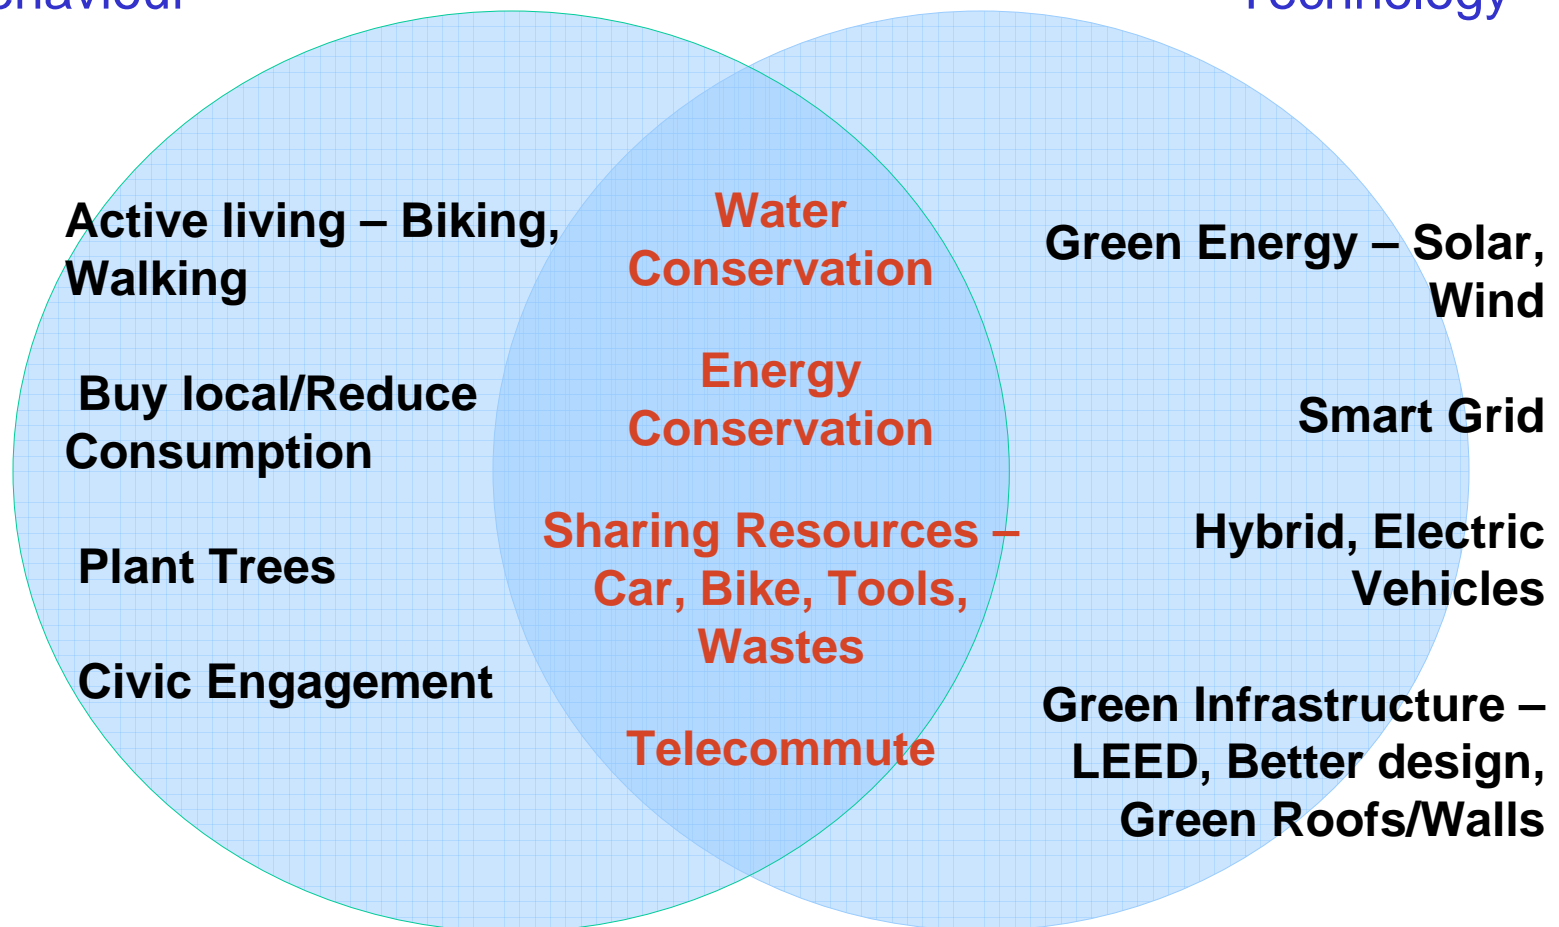 Behaviour
Technology
Active living – Biking,
Walking
Buy local/Reduce
Consumption
Plant Trees
Civic Engagement
Water
Conservation
Energy
Conservation
Sharing Resources –
Car, Bike, Tools,
Wastes
Telecommute
Green Energy – Solar,
Wind
Smart Grid
Hybrid, Electric
Vehicles
Green Infrastructure –
LEED, Better design,
Green Roofs/Walls